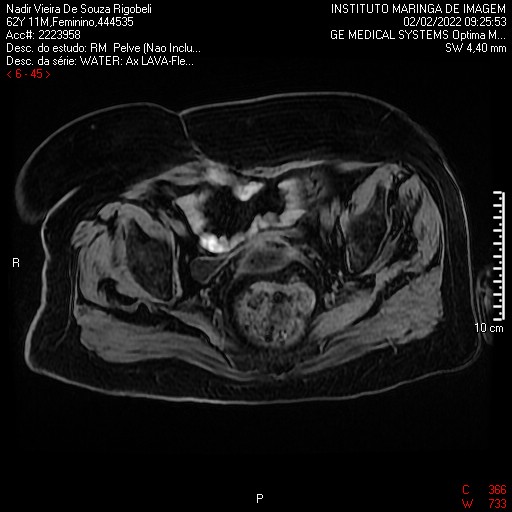 Nadir Vieira De Souza Rigobeli
62Y 11M,Feminino,444535
Acc#: 2223958
Desc. do estudo: RM Pelve (Nao Inclu...
Desc. da série: WATER: Ax LAVA-Fle...
< 6 - 45 >
INSTITUTO MARINGA DE IMAGEM
02/02/2022 09:25:53
GE MEDICAL SYSTEMS Optima M...
SW 4,40 mm
R
10 cm
P
C 366
W 733